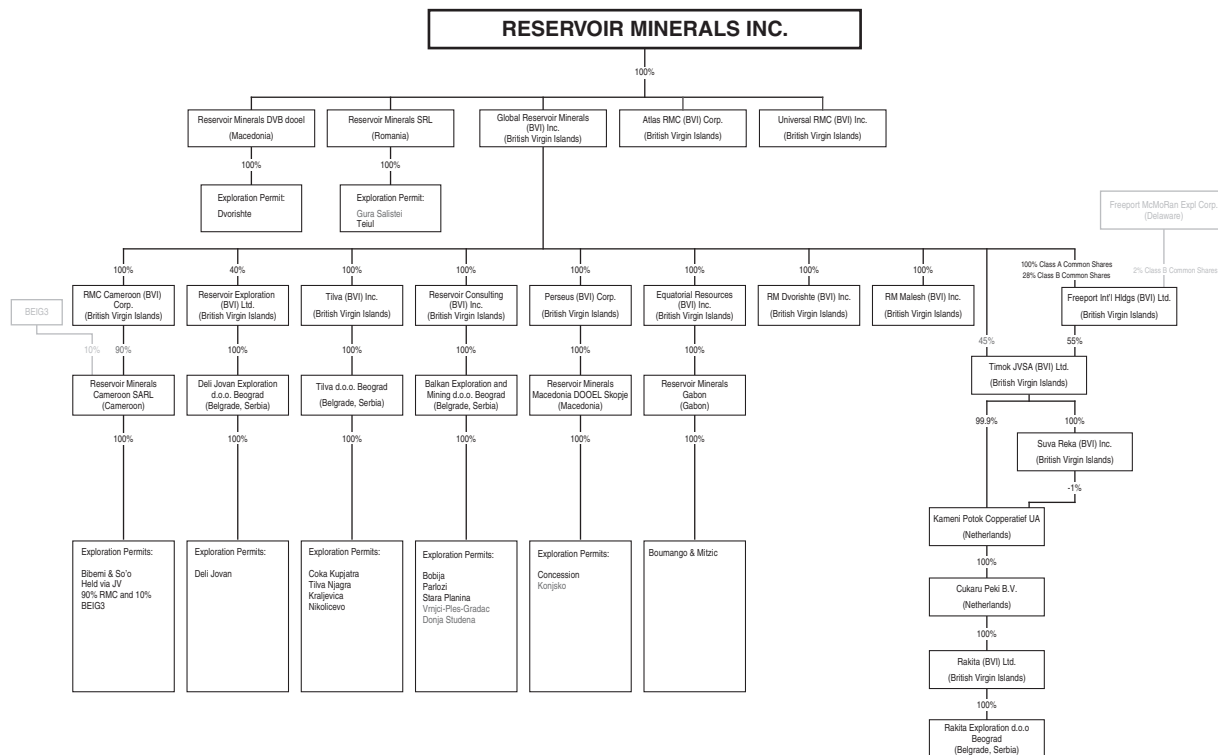 RESERVOIR MINERALS INC.
100%
Reservoir Minerals DVB dooel
(Macedonia)
Reservoir Minerals SRL
(Romania)
Global Reservoir Minerals
(BVI) Inc.
(British Virgin Islands)
Atlas RMC (BVI) Corp.
(British Virgin Islands)
Universal RMC (BVI) Inc.
(British Virgin Islands)
100%
100%
Exploration Permit:
Dvorishte
Exploration Permit:
Gura Salistei
Teiul
Freeport McMoRan Expl Corp.
(Delaware)
100%
40%
100%
100%
100%
100%
100%
100%
100% Class A Common Shares
28% Class B Common Shares
2% Class B Common Shares
BEIG3
RMC Cameroon (BVI)
Corp.
(British Virgin Islands)
Reservoir Exploration
(BVI) Ltd.
(British Virgin Islands)
Tilva (BVI) Inc.
(British Virgin Islands)
Reservoir Consulting
(BVI) Inc.
(British Virgin Islands)
Perseus (BVI) Corp.
(British Virgin Islands)
Equatorial Resources
(BVI) Inc.
(British Virgin Islands)
RM Dvorishte (BVI) Inc.
(British Virgin Islands)
RM Malesh (BVI) Inc.
(British Virgin Islands)
Freeport Int'l Hldgs (BVI) Ltd.
(British Virgin Islands)
10%
90%
100%
100%
100%
100%
100%
45%
55%
Reservoir Minerals
Cameroon SARL
(Cameroon)
Deli Jovan Exploration
d.o.o. Beograd
(Belgrade, Serbia)
Tilva d.o.o. Beograd
(Belgrade, Serbia)
Balkan Exploration and
Mining d.o.o. Beograd
(Belgrade, Serbia)
Reservoir Minerals
Macedonia DOOEL Skopje
(Macedonia)
Reservoir Minerals
Gabon
(Gabon)
Timok JVSA (BVI) Ltd.
(British Virgin Islands)
100%
100%
100%
100%
100%
100%
99.9%
100%
Suva Reka (BVI) Inc.
(British Virgin Islands)
-1%
Kameni Potok Copperatief UA
(Netherlands)
100%
Exploration Permits:
Bibemi & So'o
Held via JV
90% RMC and 10%
BEIG3
Exploration Permits:
Deli Jovan
Exploration Permits:
Coka Kupjatra
Tilva Njagra
Kraljevica
Nikolicevo
Exploration Permits:
Bobija
Parlozi
Stara Planina
Vrnjci-Ples-Gradac
Donja Studena
Exploration Permits:
Concession
Konjsko
Boumango & Mitzic
Cukaru Peki B.V.
(Netherlands)
100%
Rakita (BVI) Ltd.
(British Virgin Islands)
100%
Rakita Exploration d.o.o
Beograd
(Belgrade, Serbia)